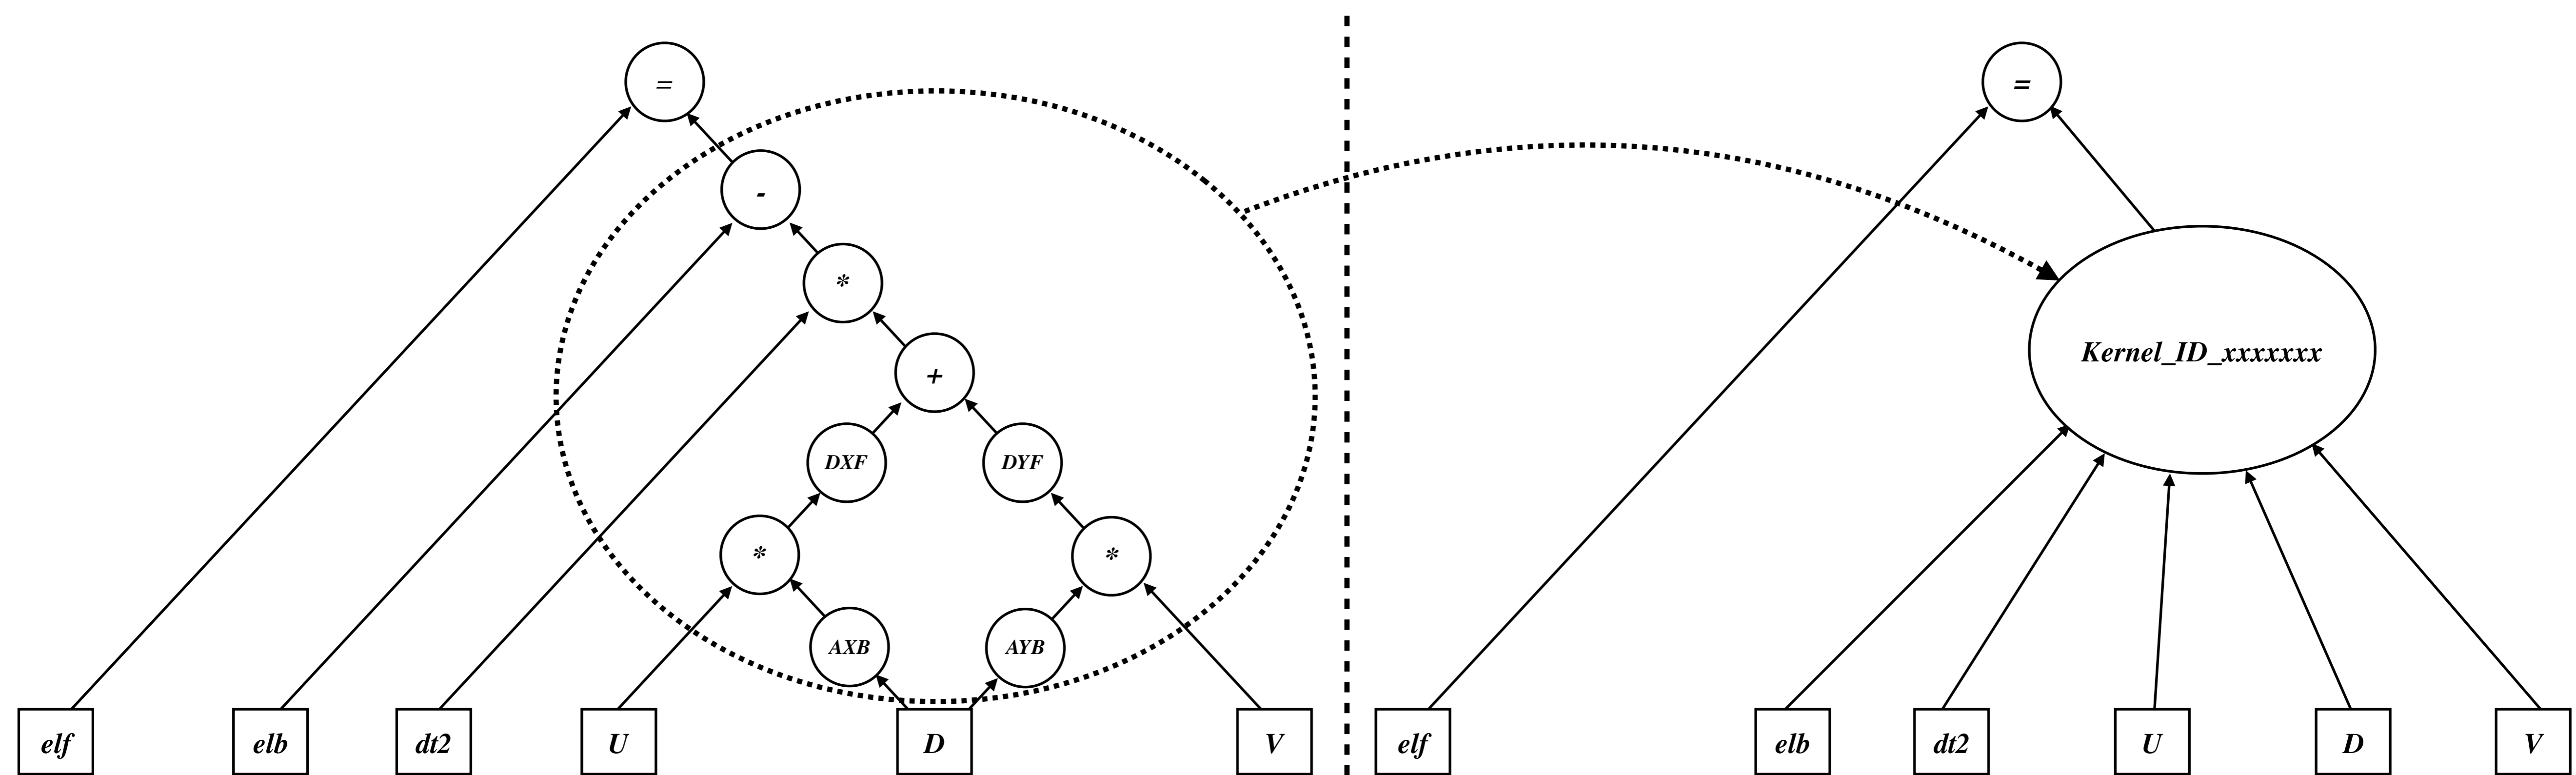 =
=
-
*
+
Kernel_ID_xxxxxxx
DXF
DYF
*
*
AXB
AYB
elf
elb
dt2
U
D
V
elf
elb
dt2
U
D
V